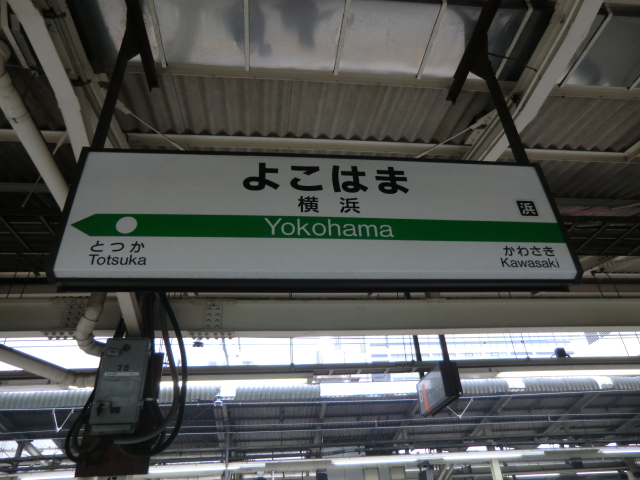 よこはま
横浜
浜
Yokohama
とつか
Totsuka
かわさき
Kawasaki